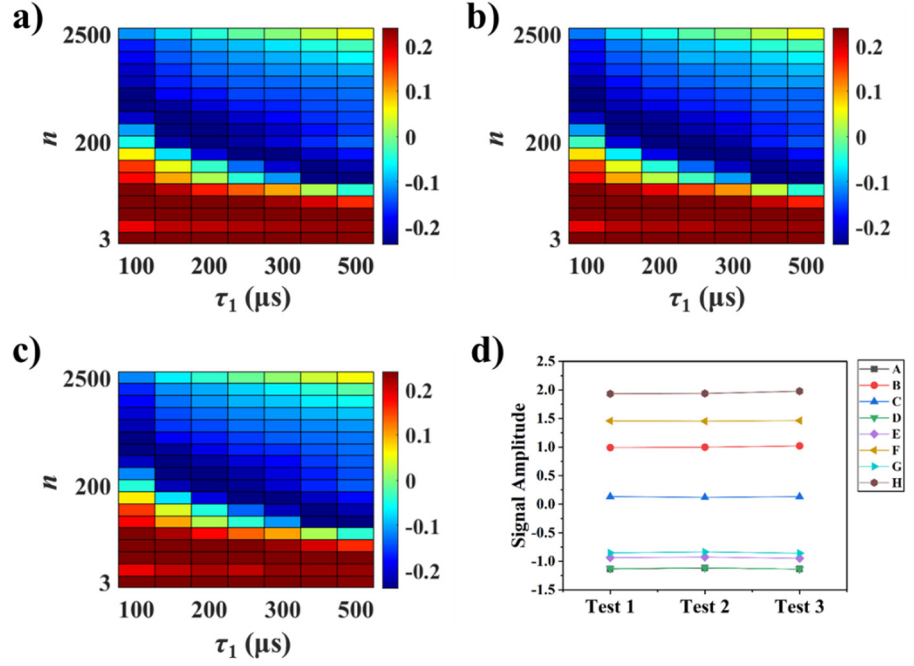 a)
2500
200
3
n
100 200 300 500
τ1 (μs)
0.2
0.1
0
-0.1
-0.2
b)
2500
200
3
n
100 200 300 500
τ1 (μs)
0.2
0.1
0
-0.1
-0.2
c)
2500
200
3
n
100 200 300 500
τ1 (μs)
0.2
0.1
0
-0.1
-0.2
d)
Signal Amplitude
2.5
2.0
1.5
1.0
0.5
0.0
-0.5
-1.0
-1.5
Test 1 Test 2 Test 3
A
B
C
D
E
F
G
H